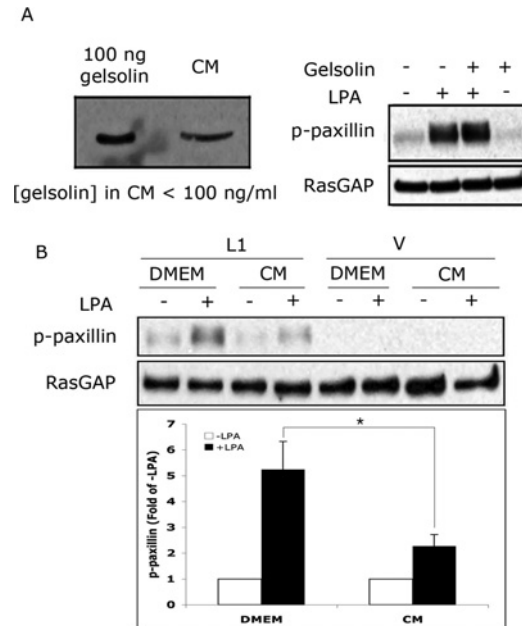 A
100 ng
gelsolin
CM
[gelsolin] in CM < 100 ng/ml
Gelsolin - - + +
LPA - + + -
p-paxillin
RasGAP
B
L1 V
DMEM CM DMEM CM
LPA - + - + - + - +
p-paxillin
RasGAP
p-paxillin (Fold of -LPA)
7
6
5
4
3
2
1
0
-LPA
+LPA
*
DMEM CM